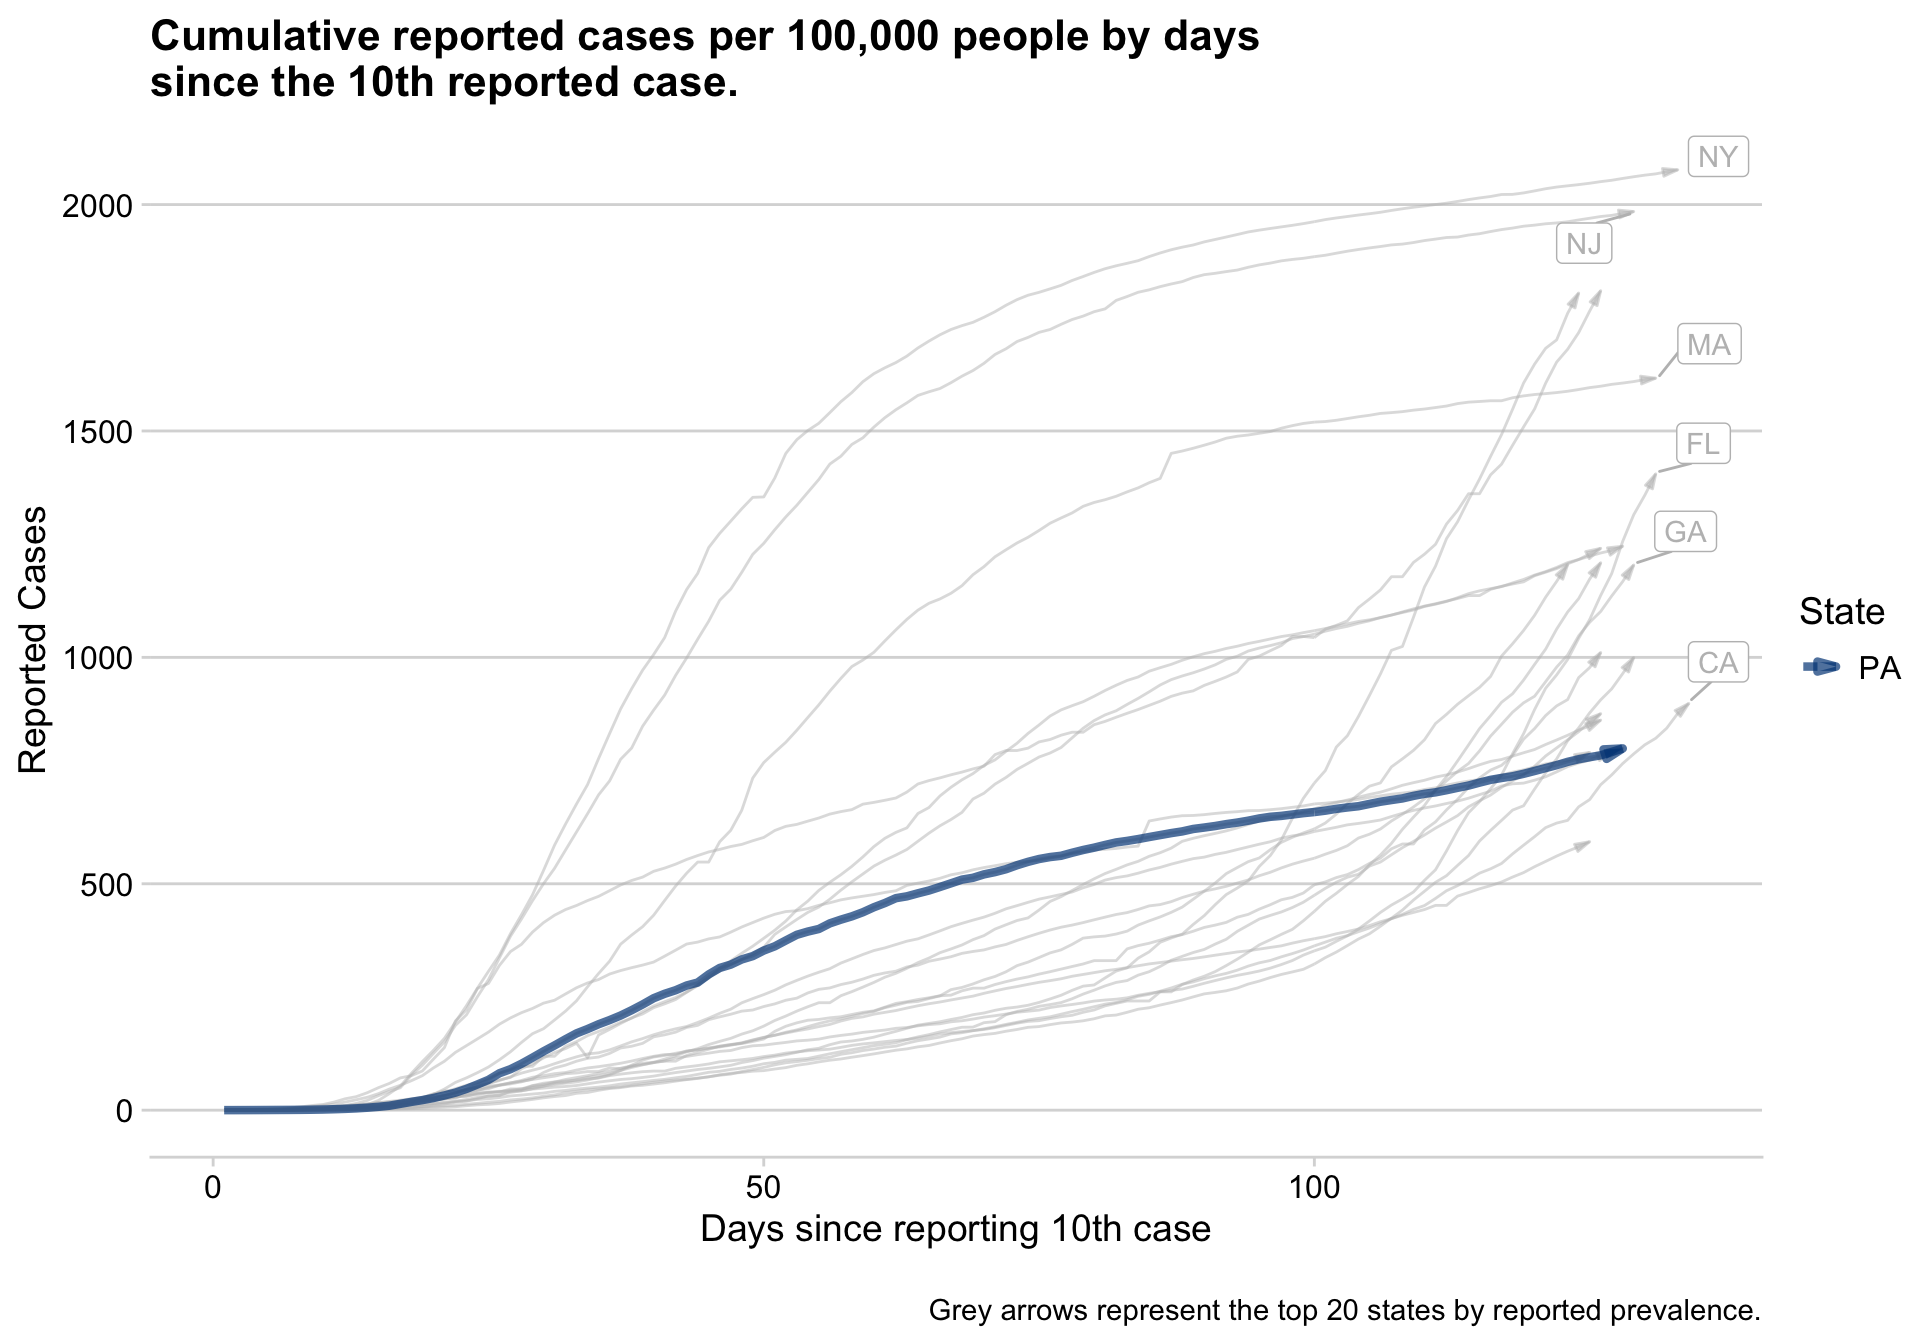 Cumulative reported cases per 100,000 people by days
since the 10th reported case.
NY
2000
NJ
MA
1500
FL
GA
Reported Cases
1000
CA
State
PA
500
0
0 50 100
Days since reporting 10th case
Grey arrows represent the top 20 states by reported prevalence.